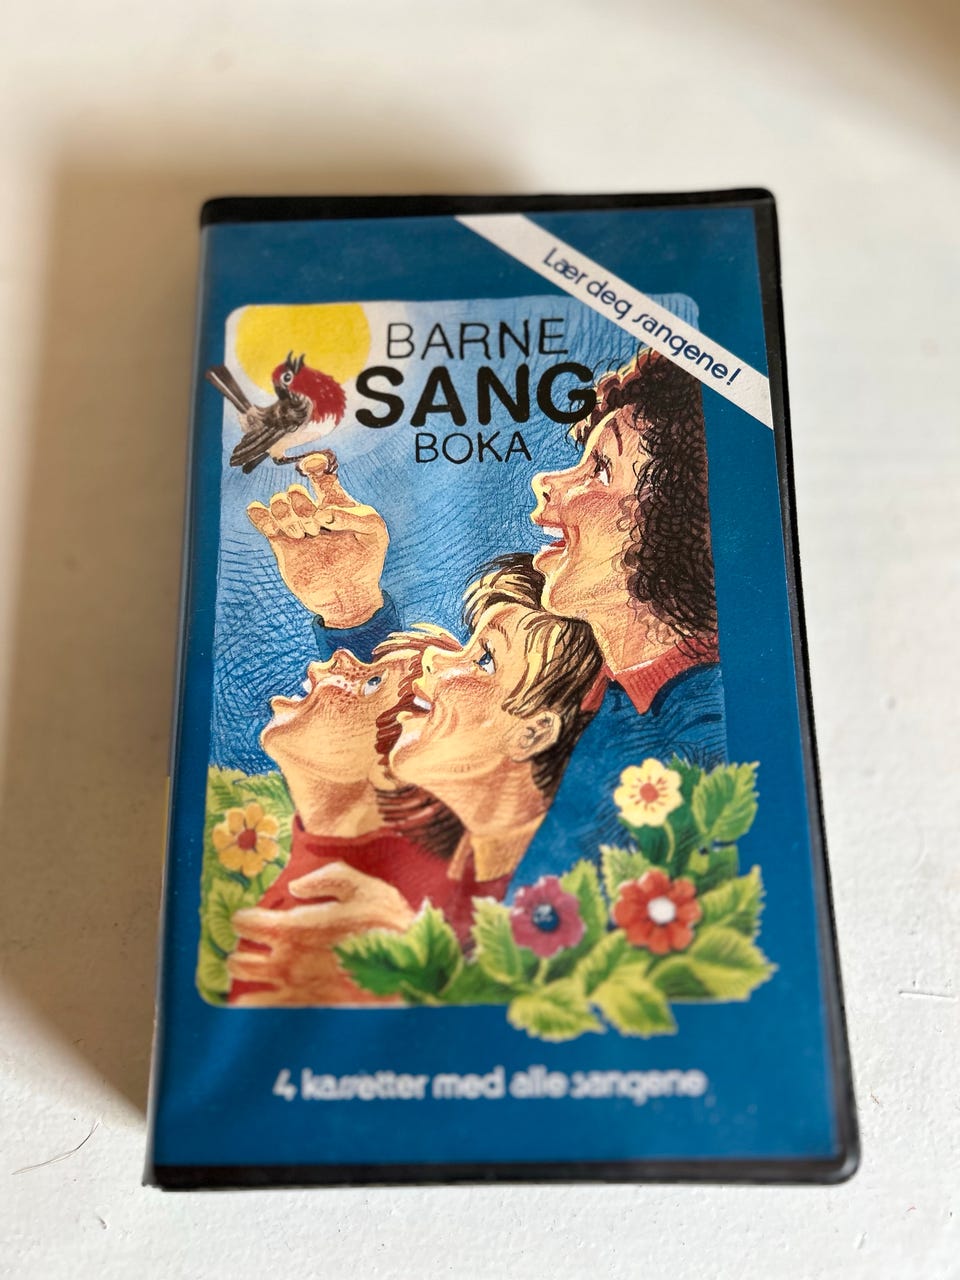 Lær deg sangene!
BARNE
SANG
BOKA
4 kassetter med alle sangene